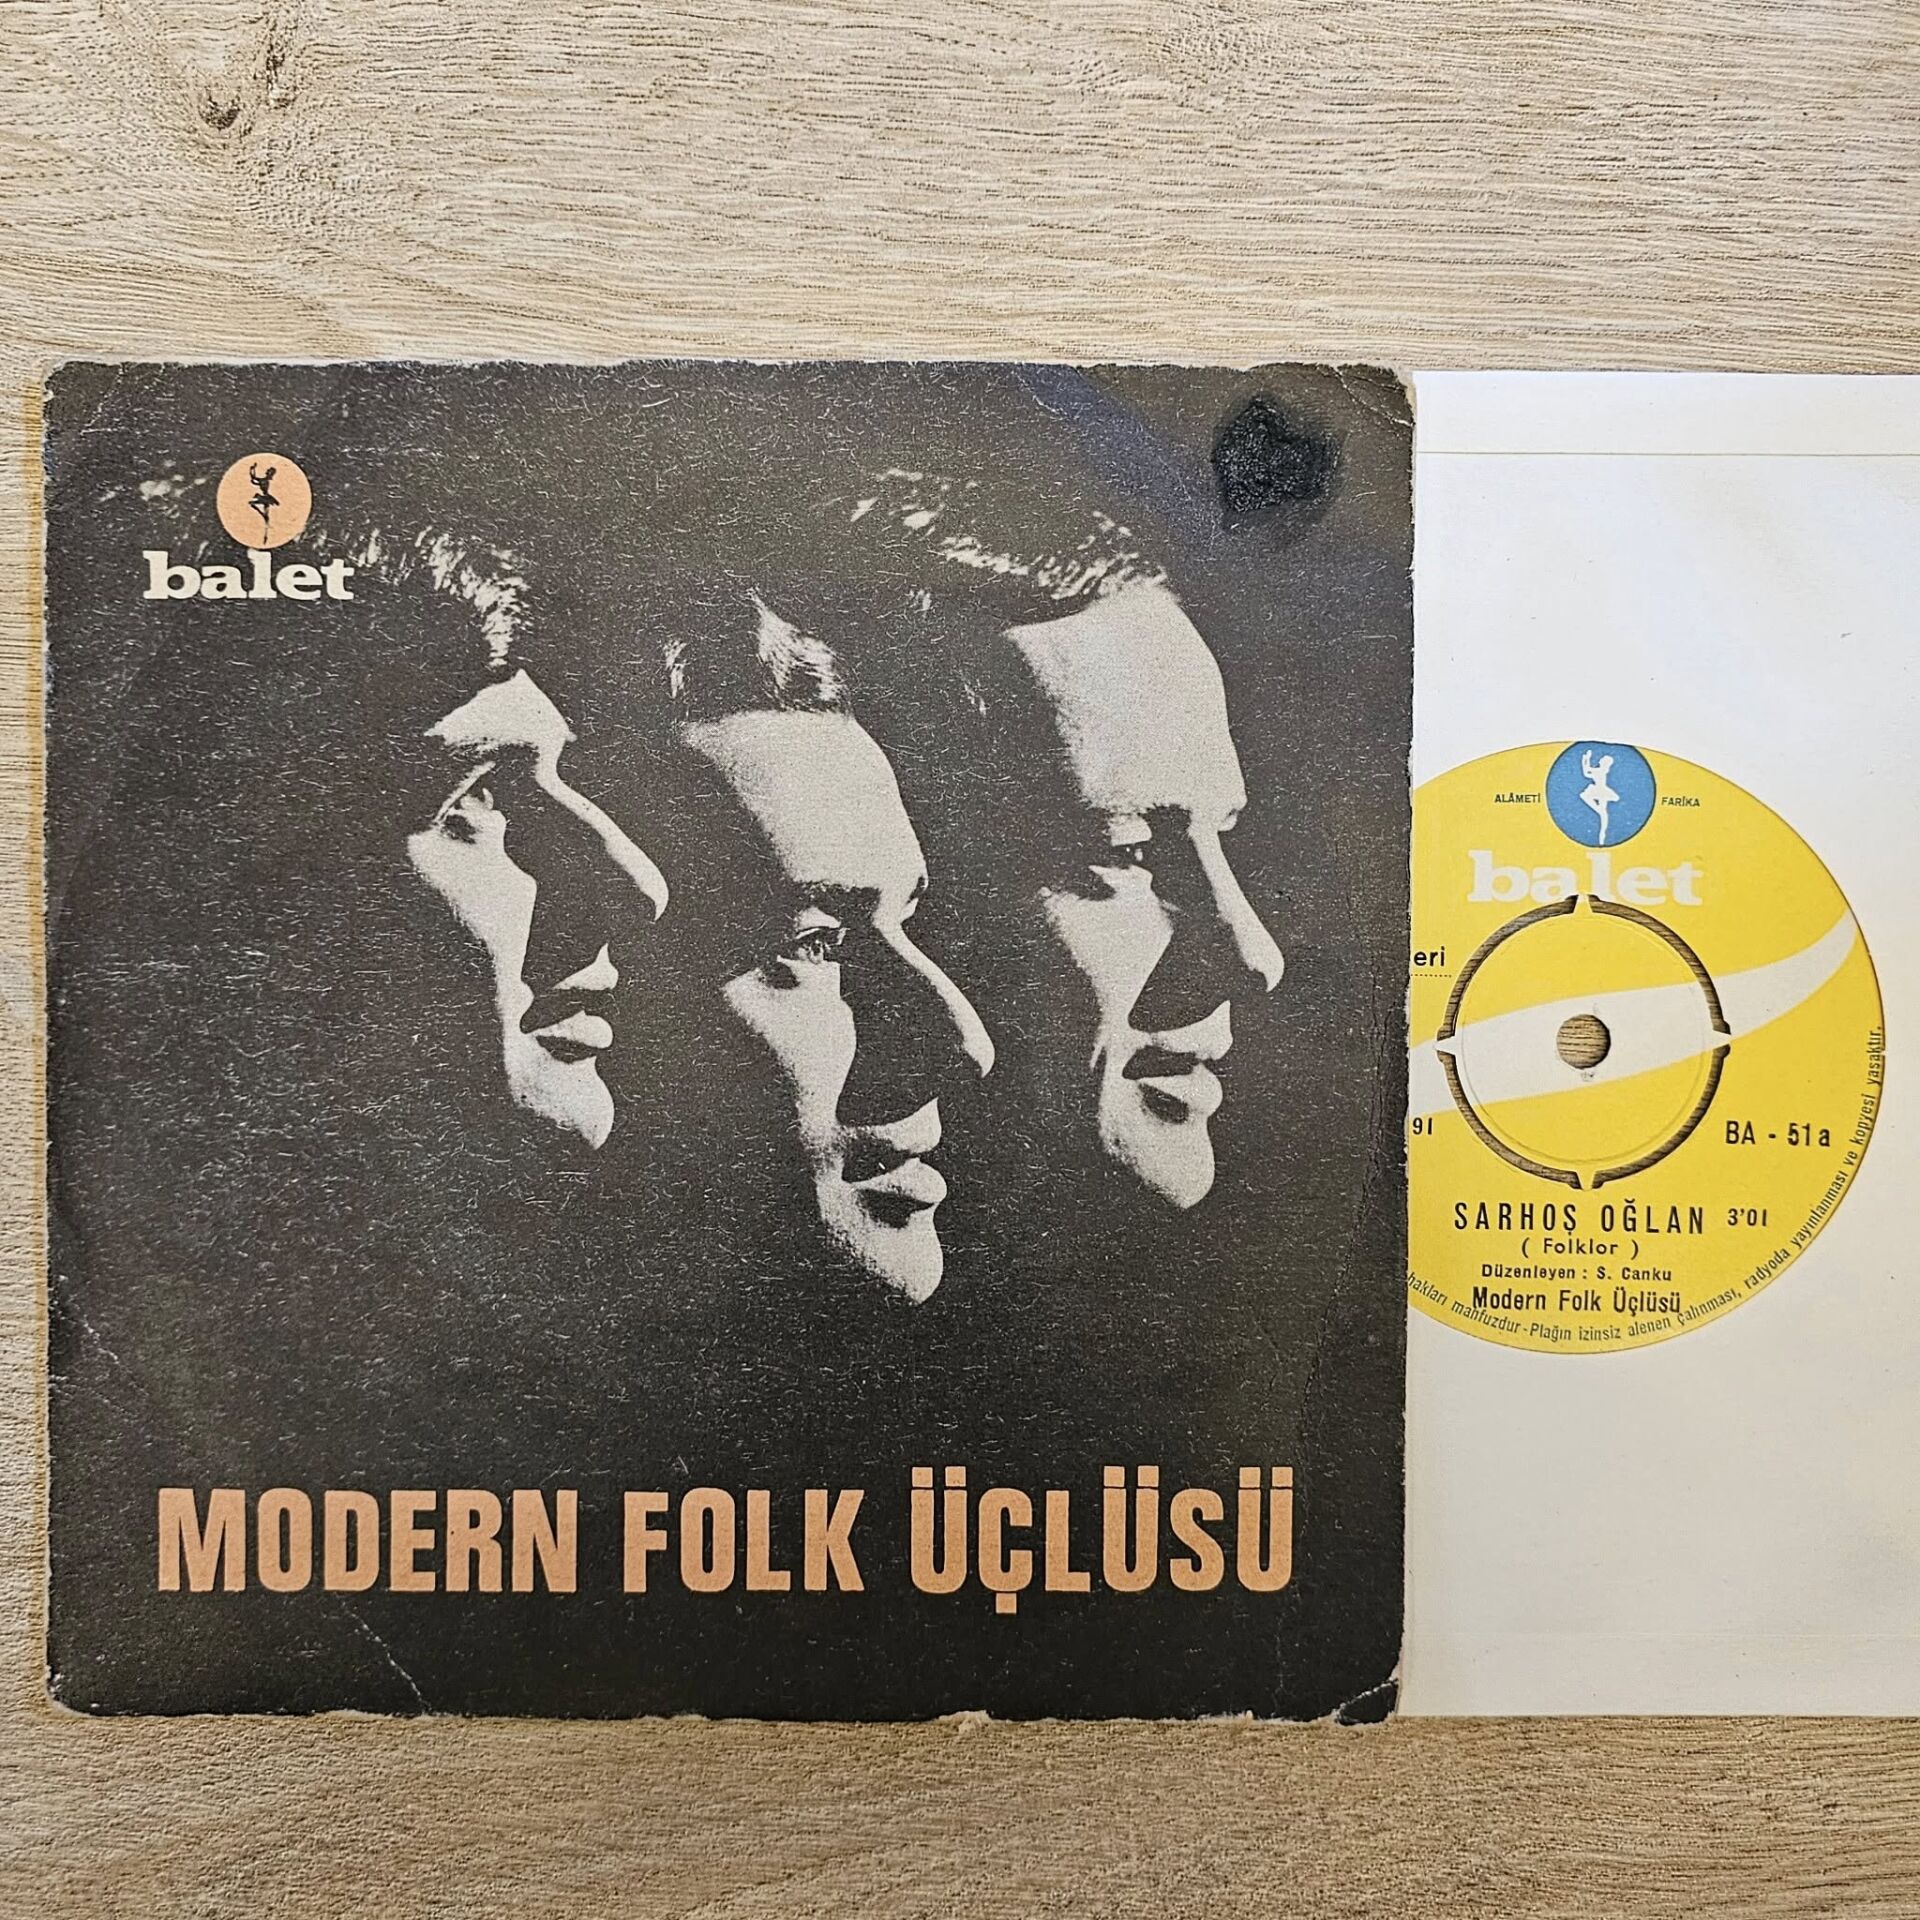 balet
MODERN FOLK ÜÇLÜSÜ
ALÂMETİ FARİKA
balet
eri
91
BA - 51a
SARHOŞ OĞLAN 3'01
( Folklor )
Düzenleyen : S. Canku
Modern Folk Üçlüsü
hakları mahfuzdur - Plağın izinsiz alenen çalınması, radyoda yayınlanması ve kopyesi yasaktır.